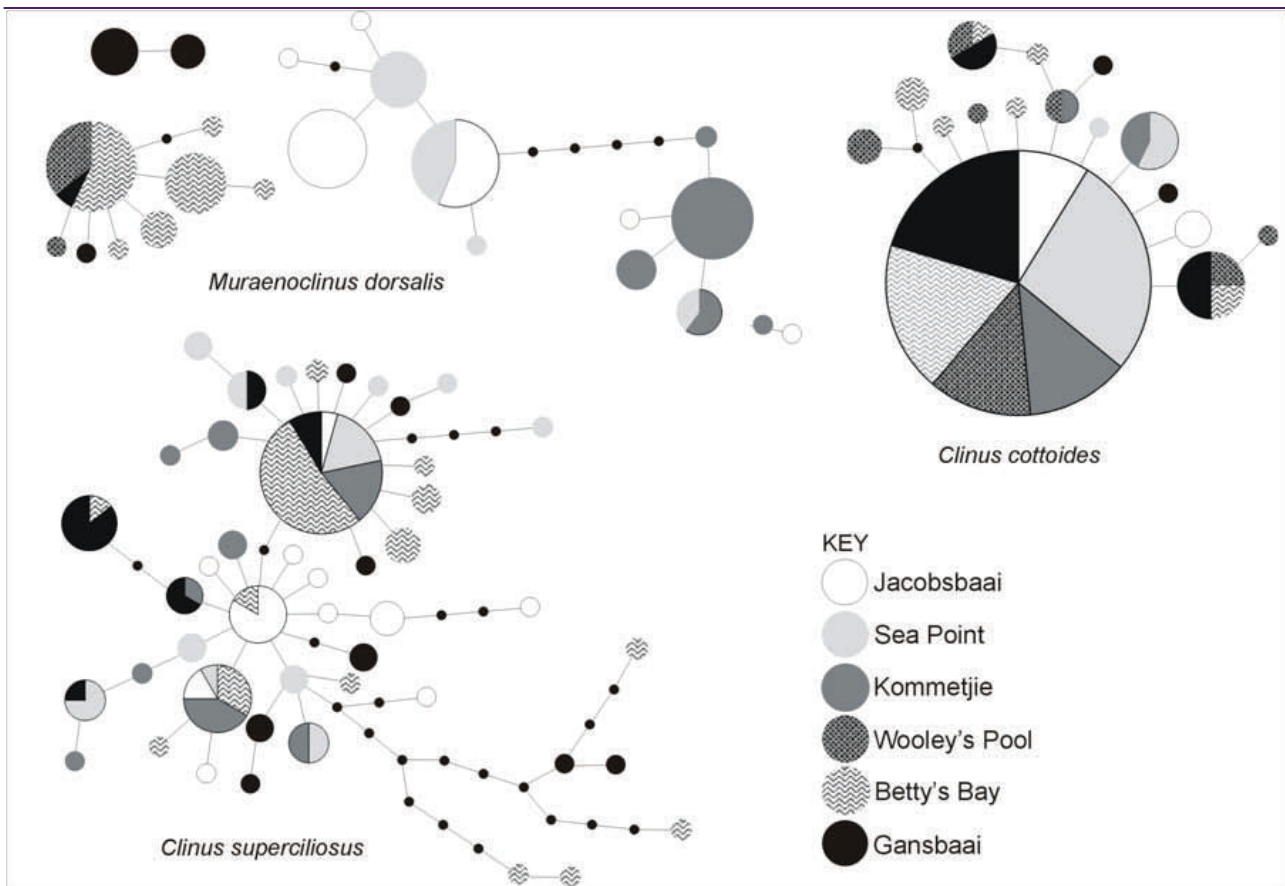 Muraenoclinus dorsalis
Clinus cottoides
Clinus superciliosus
KEY
Jacobsbaai
Sea Point
Kommetjie
Wooley's Pool
Betty's Bay
Gansbaai